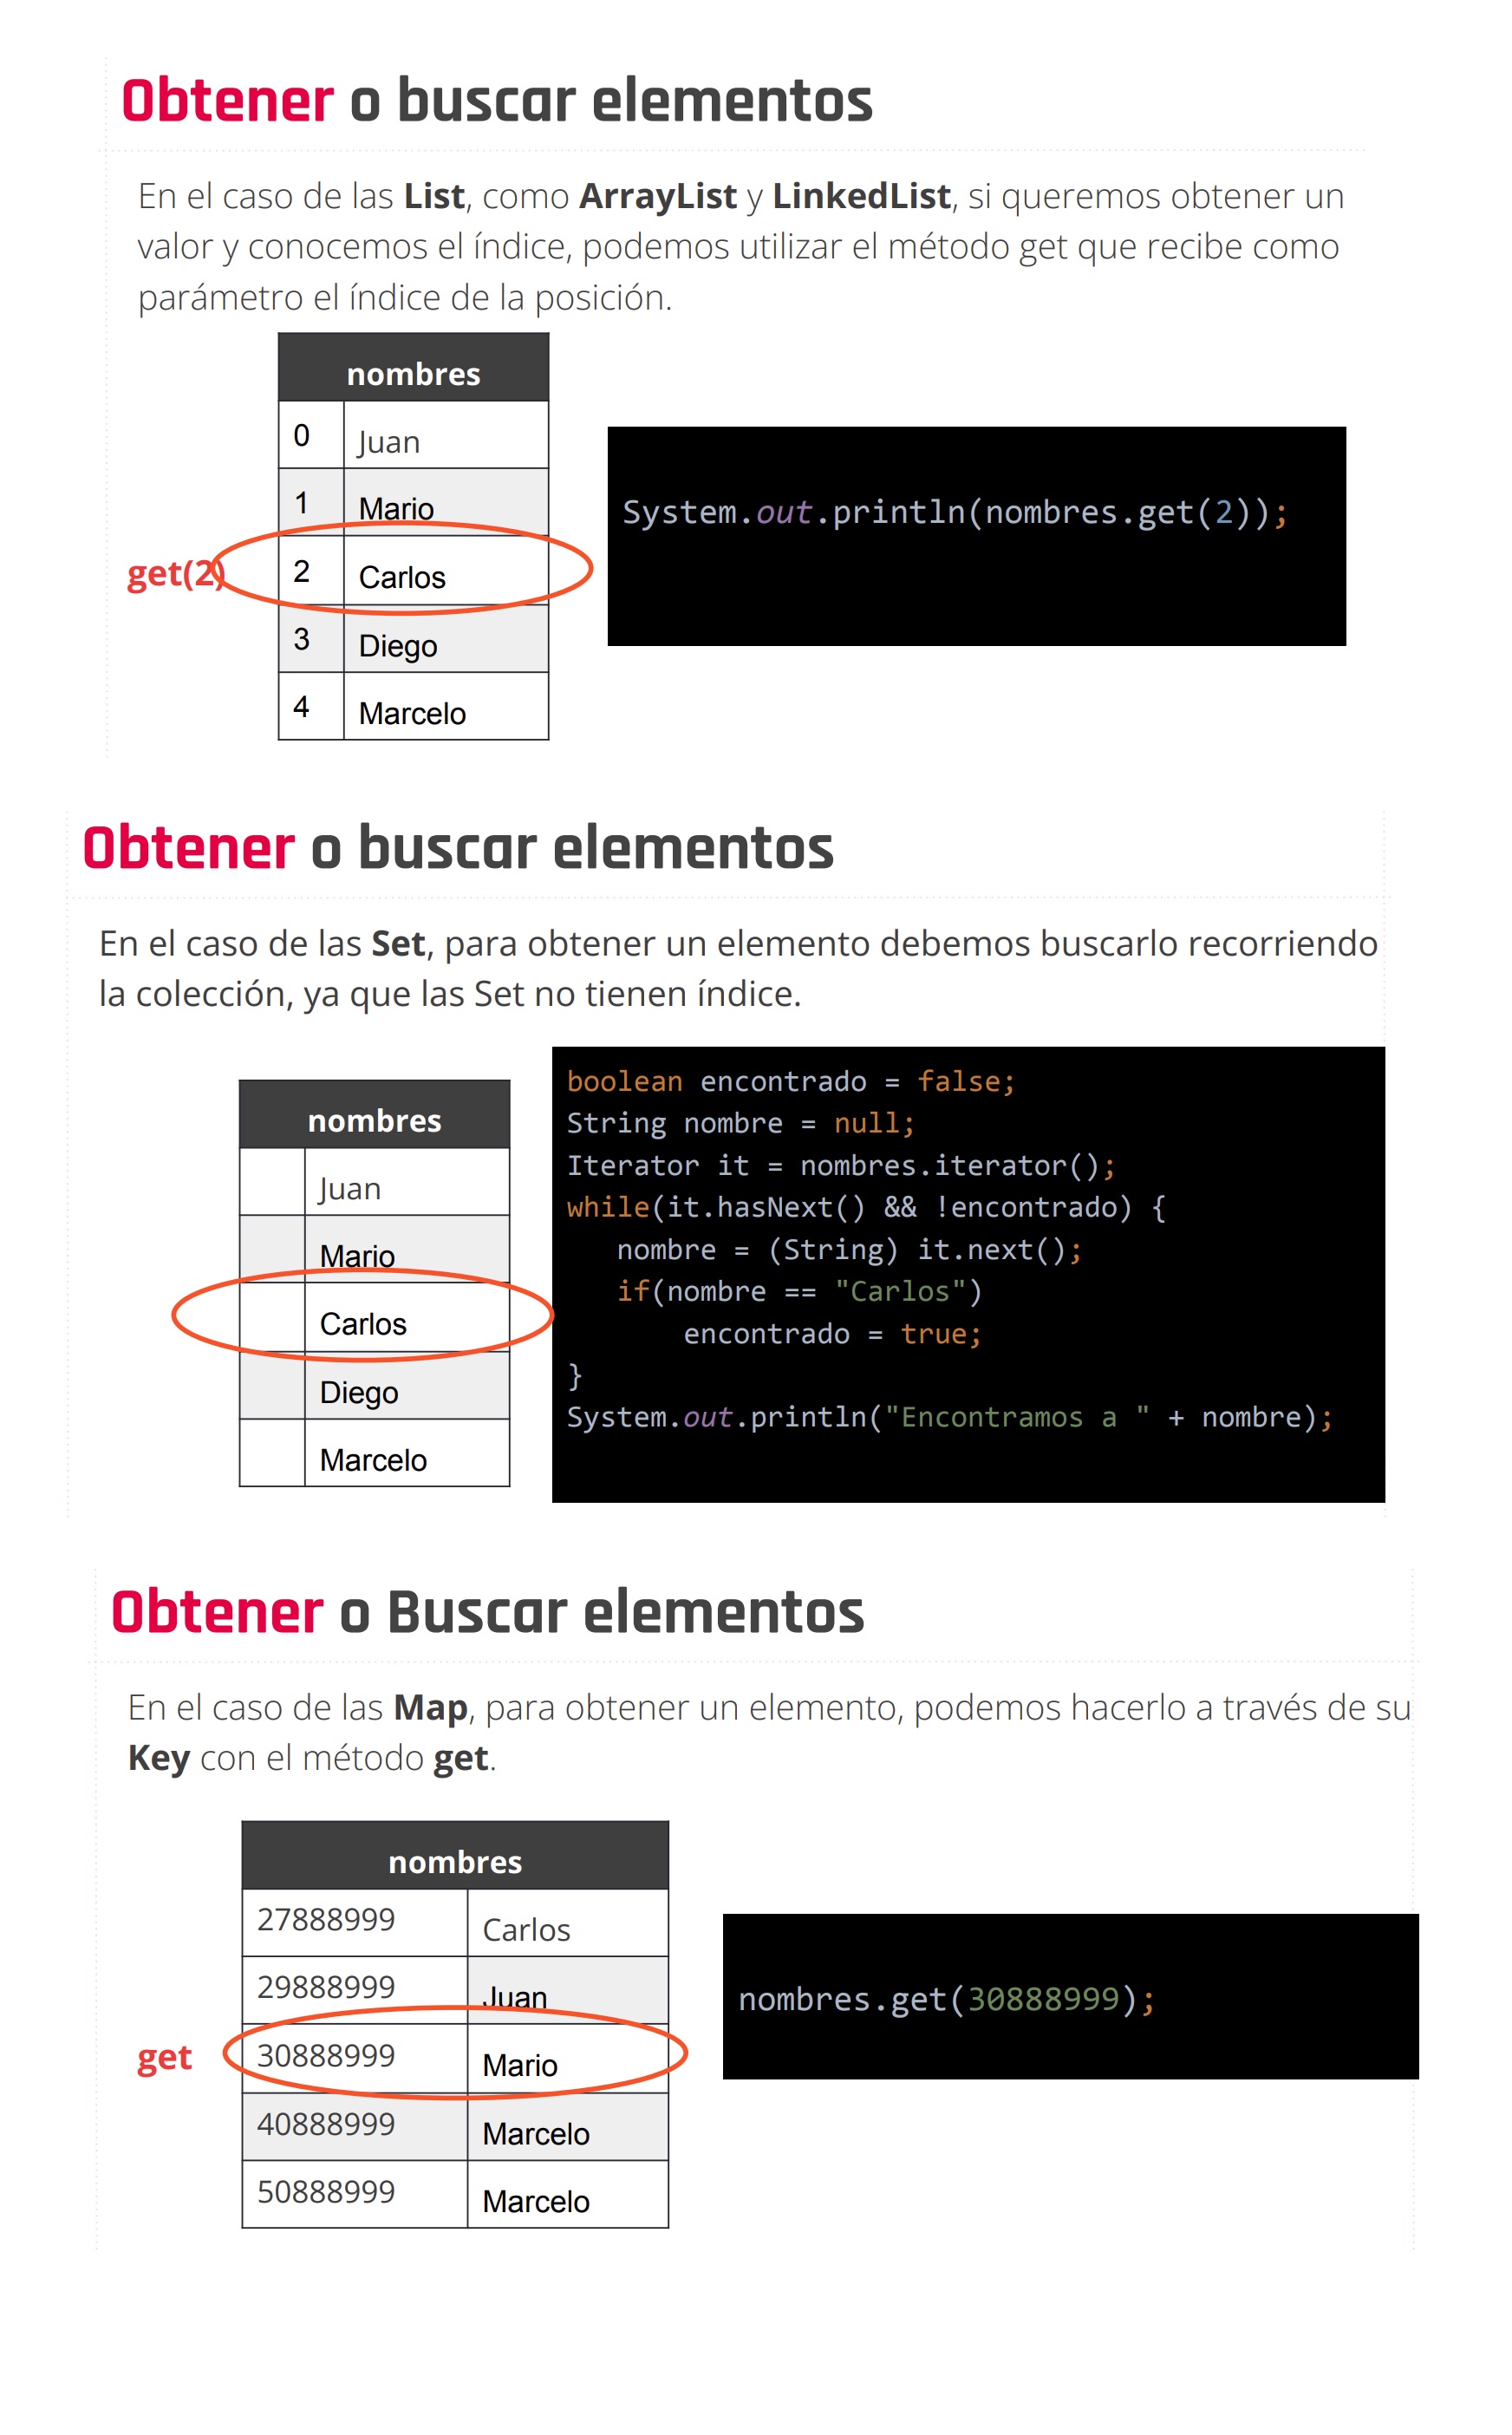 Obtener o buscar elementos
En el caso de las List, como ArrayList y LinkedList, si queremos obtener un
valor y conocemos el índice, podemos utilizar el método get que recibe como
parámetro el índice de la posición.
nombres
0 Juan
1 Mario
get(2) 2 Carlos
3 Diego
4 Marcelo
System.out.println(nombres.get(2));
Obtener o buscar elementos
En el caso de las Set, para obtener un elemento debemos buscarlo recorriendo
la colección, ya que las Set no tienen índice.
nombres
Juan
Mario
Carlos
Diego
Marcelo
boolean encontrado = false;
String nombre = null;
Iterator it = nombres.iterator();
while(it.hasNext() && !encontrado) {
nombre = (String) it.next();
if(nombre == "Carlos")
encontrado = true;
}
System.out.println("Encontramos a " + nombre);
Obtener o Buscar elementos
En el caso de las Map, para obtener un elemento, podemos hacerlo a través de su
Key con el método get.
nombres
27888999 Carlos
29888999 Juan
get 30888999 Mario
40888999 Marcelo
50888999 Marcelo
nombres.get(30888999);